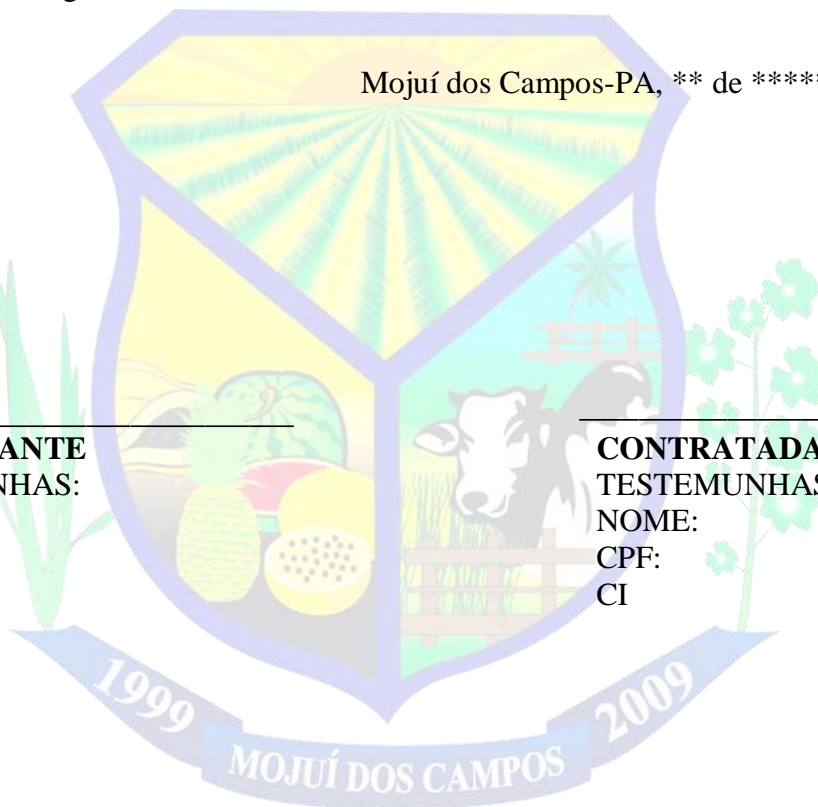 Mojuí dos Campos-PA, ** de *****
ANTE
NHAS:
CONTRATADA
TESTEMUNHAS
NOME:
CPF:
CI
1999
MOJUÍ DOS CAMPOS
2009